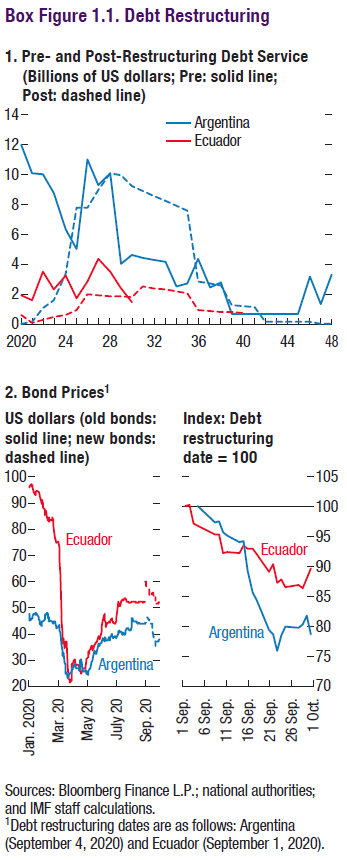 Box Figure 1.1. Debt Restructuring
1. Pre- and Post-Restructuring Debt Service
(Billions of US dollars; Pre: solid line;
Post: dashed line)
14
12
10
8
6
4
2
0
Argentina
Ecuador
2020 24 28 32 36 40 44 48
2. Bond Prices1
US dollars (old bonds:
solid line; new bonds:
dashed line)
100
90
80
70
60
50
40
30
20
Ecuador
Argentina
Jan. 2020
Mar. 20
May 20
July 20
Sep. 20
Index: Debt
restructuring
date = 100
105
100
95
90
85
80
75
70
Ecuador
Argentina
1 Sep.
6 Sep.
11 Sep.
16 Sep.
21 Sep.
26 Sep.
1 Oct.
Sources: Bloomberg Finance L.P.; national authorities;
and IMF staff calculations.
1Debt restructuring dates are as follows: Argentina
(September 4, 2020) and Ecuador (September 1, 2020).